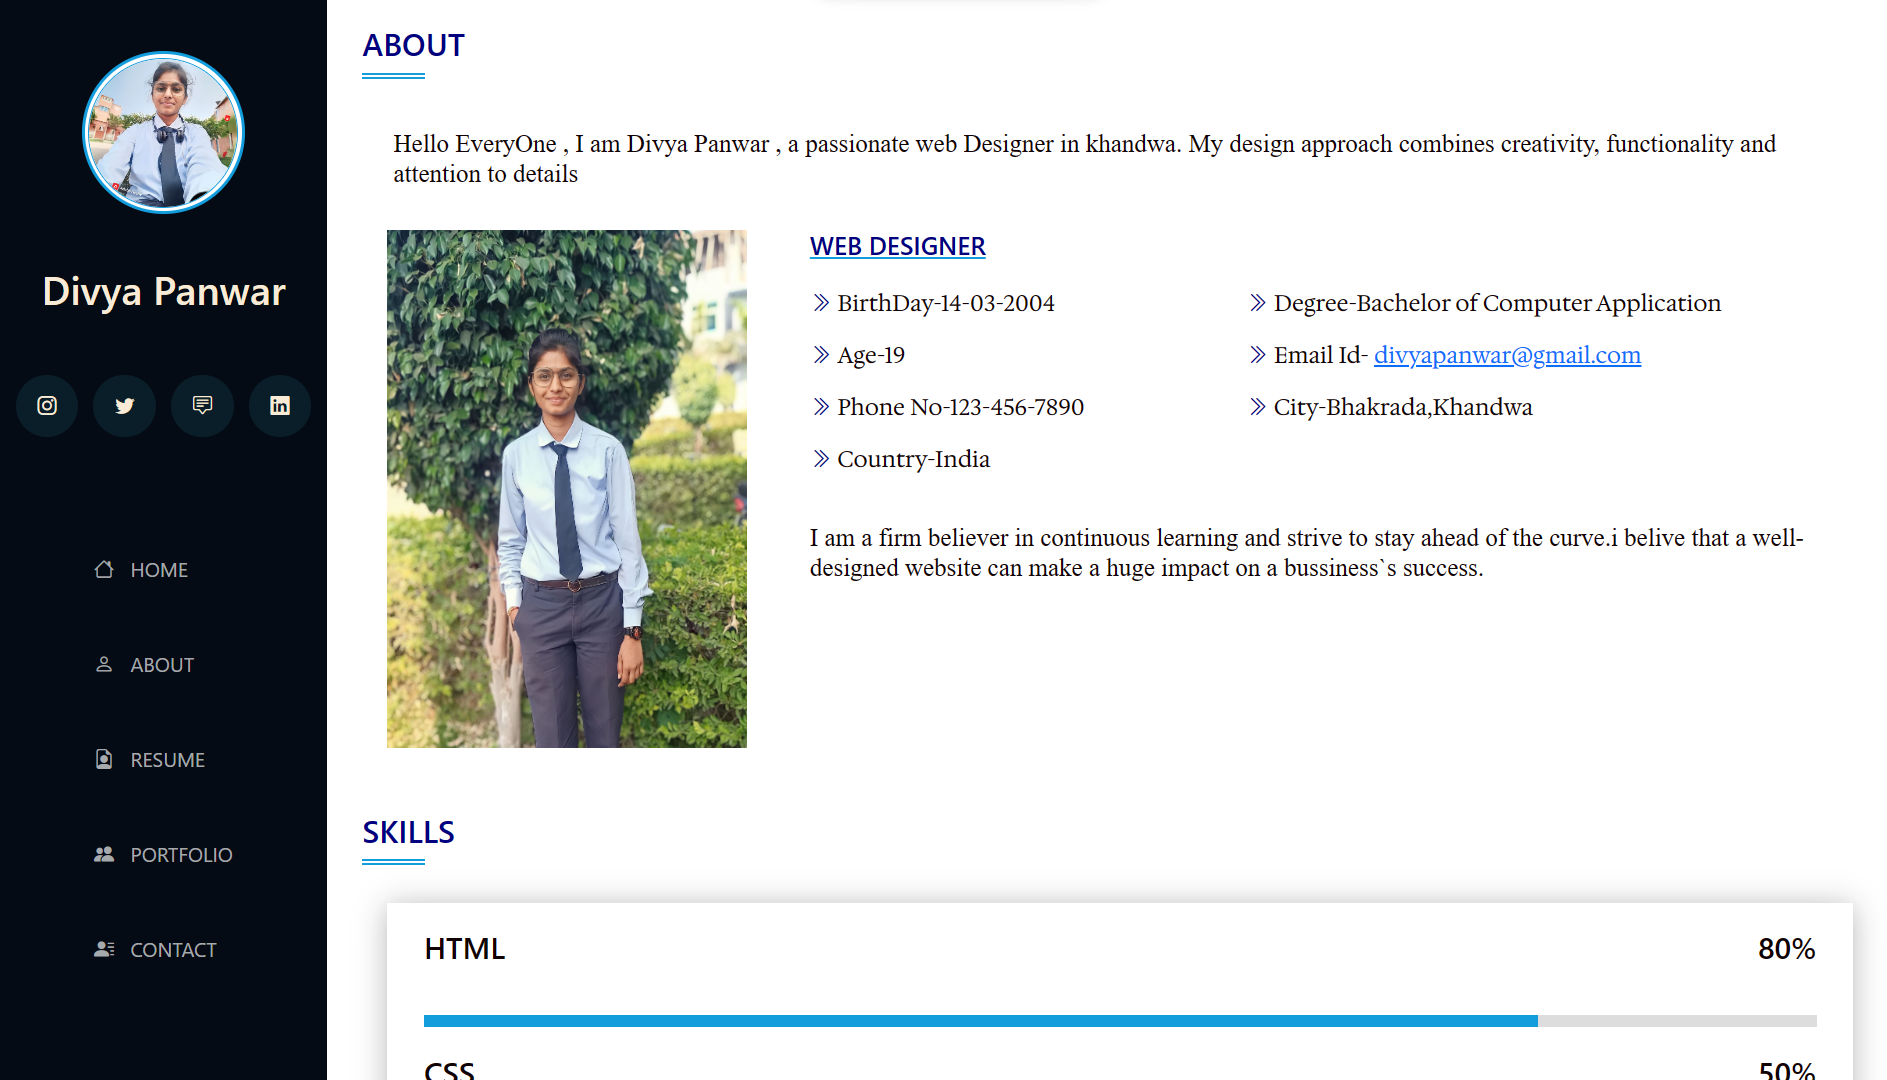 Divya Panwar
HOME
ABOUT
RESUME
PORTFOLIO
CONTACT
ABOUT
Hello EveryOne , I am Divya Panwar , a passionate web Designer in khandwa. My design approach combines creativity, functionality and
attention to details
WEB DESIGNER
BirthDay-14-03-2004
Degree-Bachelor of Computer Application
Age-19
Email Id- divyapanwar@gmail.com
Phone No-123-456-7890
City-Bhakrada,Khandwa
Country-India
I am a firm believer in continuous learning and strive to stay ahead of the curve.i belive that a well-
designed website can make a huge impact on a bussiness`s success.
SKILLS
HTML 80%
CSS 50%